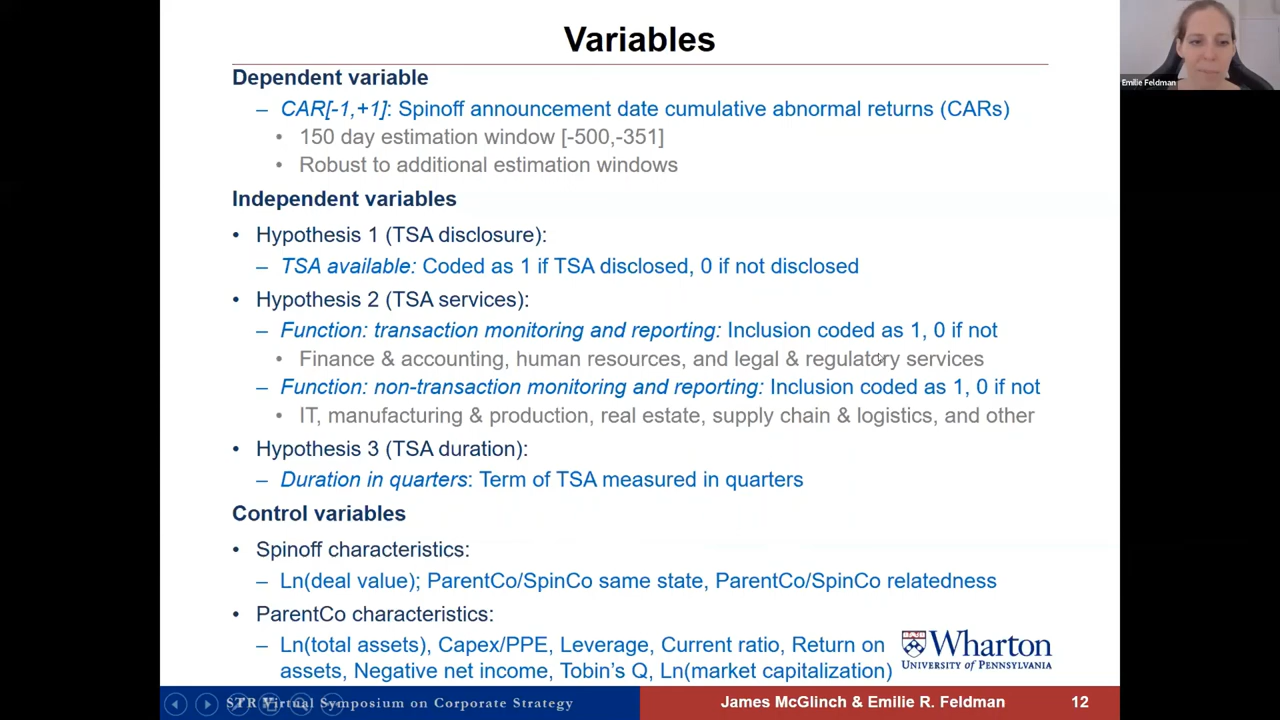 Variables
Emilie Feldman
Dependent variable
– CAR[-1,+1]: Spinoff announcement date cumulative abnormal returns (CARs)
• 150 day estimation window [-500,-351]
• Robust to additional estimation windows
Independent variables
• Hypothesis 1 (TSA disclosure):
– TSA available: Coded as 1 if TSA disclosed, 0 if not disclosed
• Hypothesis 2 (TSA services):
– Function: transaction monitoring and reporting: Inclusion coded as 1, 0 if not
• Finance & accounting, human resources, and legal & regulatory services
– Function: non-transaction monitoring and reporting: Inclusion coded as 1, 0 if not
• IT, manufacturing & production, real estate, supply chain & logistics, and other
• Hypothesis 3 (TSA duration):
– Duration in quarters: Term of TSA measured in quarters
Control variables
• Spinoff characteristics:
– Ln(deal value); ParentCo/SpinCo same state, ParentCo/SpinCo relatedness
• ParentCo characteristics:
– Ln(total assets), Capex/PPE, Leverage, Current ratio, Return on
assets, Negative net income, Tobin's Q, Ln(market capitalization)
Wharton
UNIVERSITY of PENNSYLVANIA
STR Virtual Symposium on Corporate Strategy
James McGlinch & Emilie R. Feldman
12